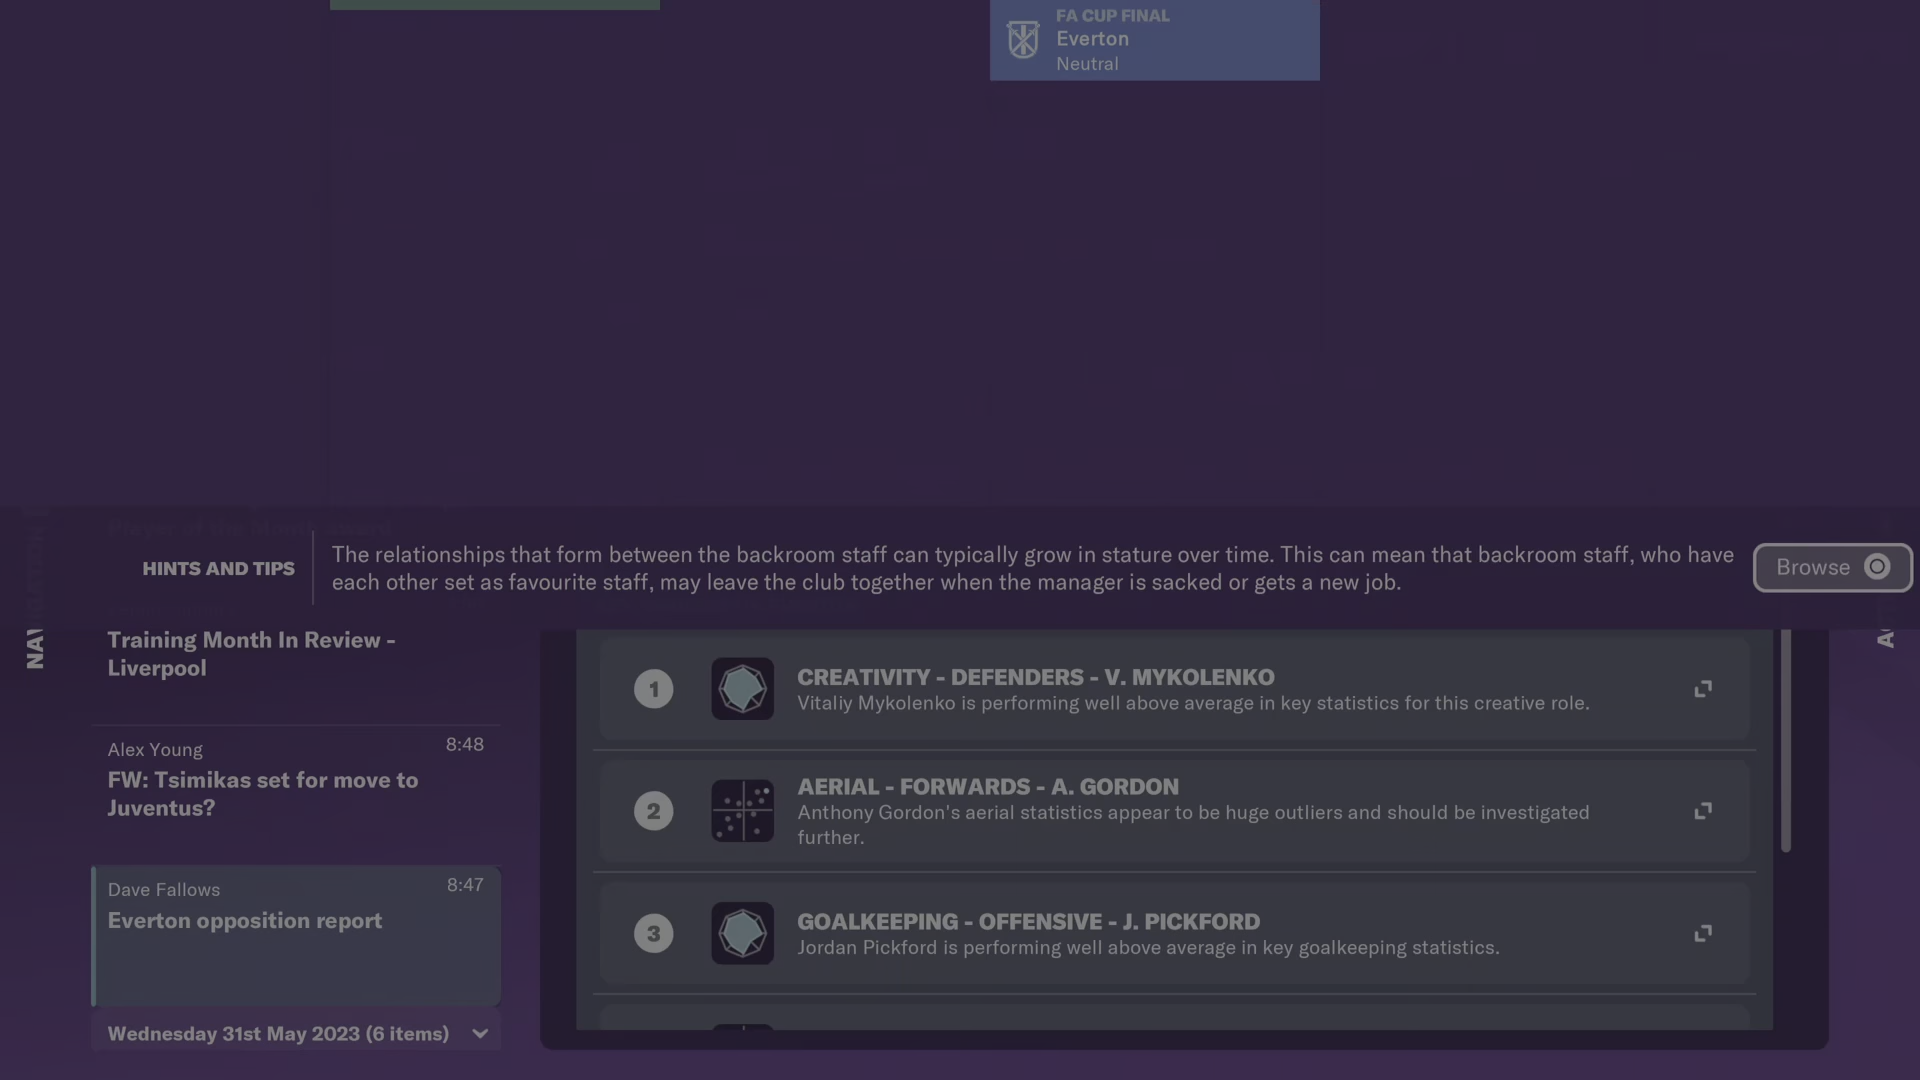 FA CUP FINAL
Everton
Neutral
HINTS AND TIPS
The relationships that form between the backroom staff can typically grow in stature over time. This can mean that backroom staff, who have
each other set as favourite staff, may leave the club together when the manager is sacked or gets a new job.
Browse
Training Month In Review -
Liverpool
Alex Young
8:48
FW: Tsimikas set for move to
Juventus?
Dave Fallows
8:47
Everton opposition report
Wednesday 31st May 2023 (6 items)
1
CREATIVITY - DEFENDERS - V. MYKOLENKO
Vitaliy Mykolenko is performing well above average in key statistics for this creative role.
2
AERIAL - FORWARDS - A. GORDON
Anthony Gordon's aerial statistics appear to be huge outliers and should be investigated
further.
3
GOALKEEPING - OFFENSIVE - J. PICKFORD
Jordan Pickford is performing well above average in key goalkeeping statistics.